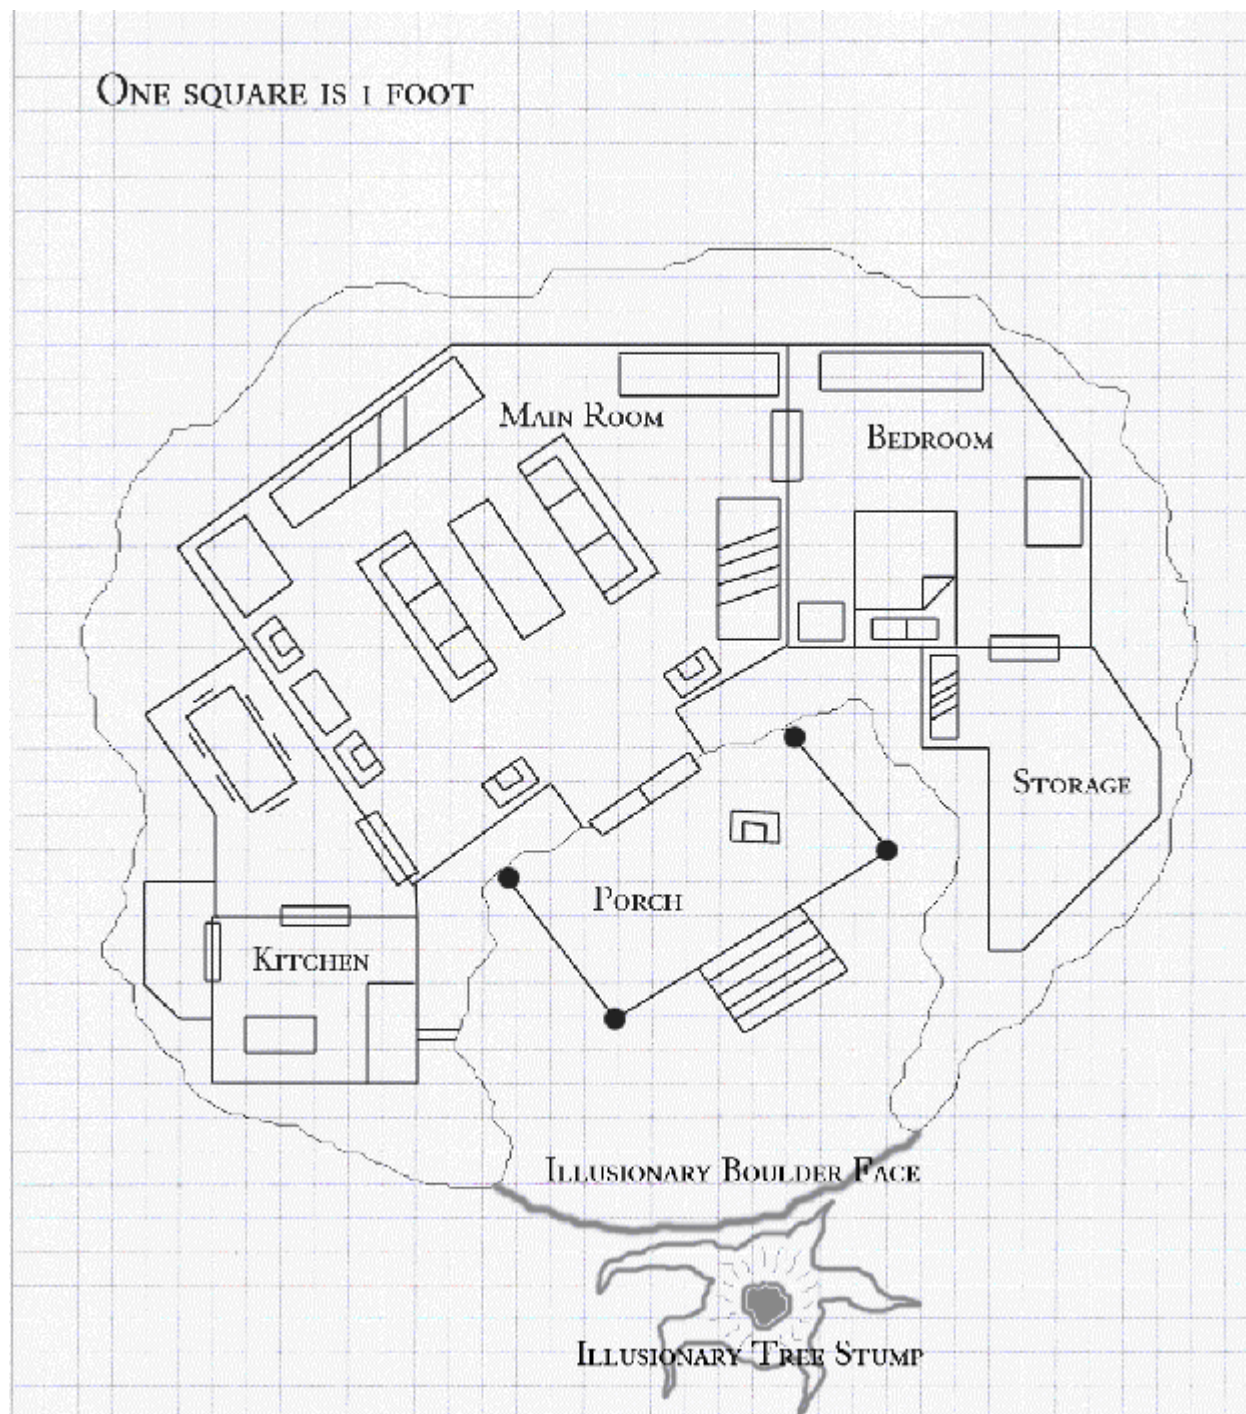 One square is 1 foot
Main Room
Bedroom
Storage
Porch
Kitchen
Illusionary Boulder Face
Illusionary Tree Stump